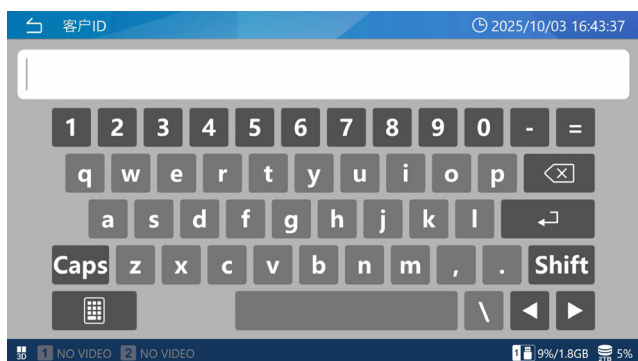 客户ID 2025/10/03 16:43:37
1 2 3 4 5 6 7 8 9 0 - =
q w e r t y u i o p
a s d f g h j k l
Caps z x c v b n m , . Shift
\
3D 1 NO VIDEO 2 NO VIDEO 1 9%/1.8GB 2TB 5%